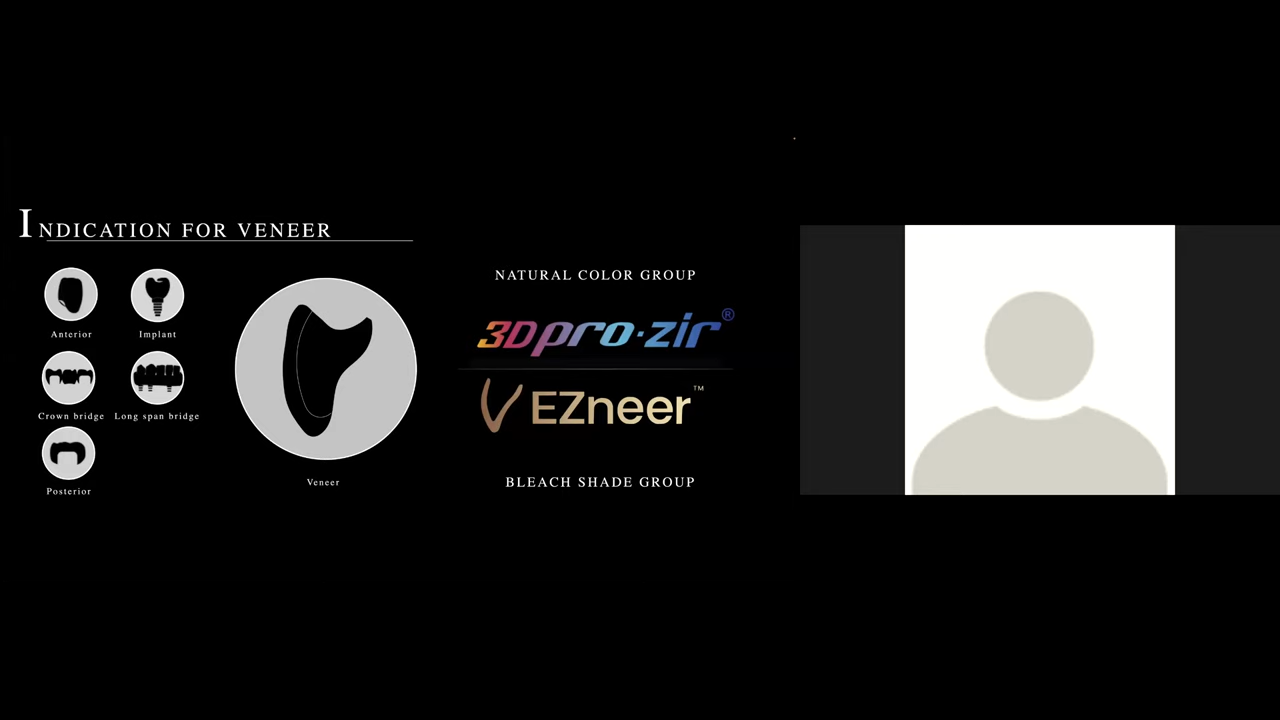 INDICATION FOR VENEER
Anterior
Implant
Crown bridge
Long span bridge
Posterior
Veneer
NATURAL COLOR GROUP
3Dpro·zir®
EZneer™
BLEACH SHADE GROUP